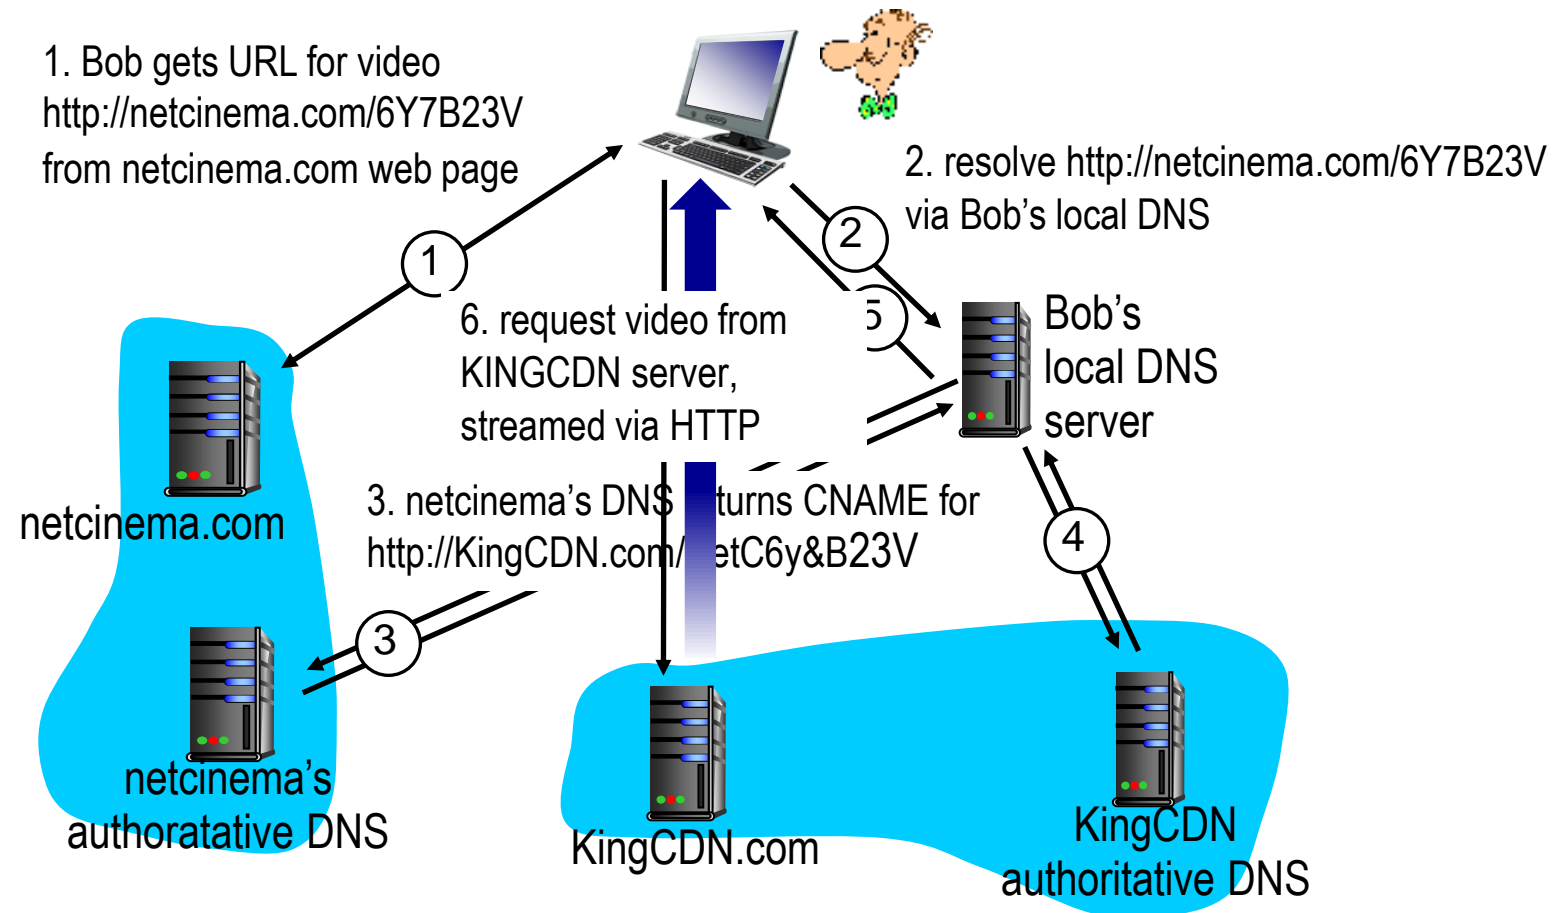 1. Bob gets URL for video
http://netcinema.com/6Y7B23V
from netcinema.com web page
2. resolve http://netcinema.com/6Y7B23V
via Bob’s local DNS
1
2
5
6. request video from
KINGCDN server,
streamed via HTTP
Bob’s
local DNS
server
netcinema.com
3. netcinema’s DNS turns CNAME for
http://KingCDN.com/ etC6y&B23V
4
3
netcinema’s
authoratative DNS
KingCDN.com
KingCDN
authoritative DNS